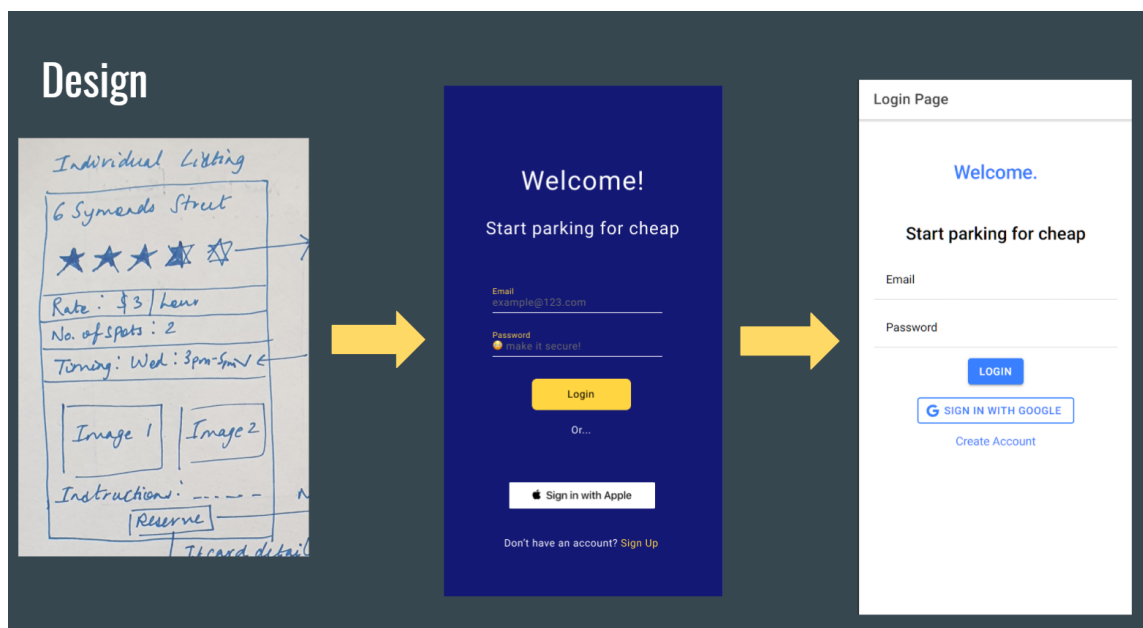 Design
Individual Listing
6 Symonds Street
Rate: $3 / hour
No. of spots: 2
Timing: Wed: 3pm-5pm
Image 1
Image 2
Instructions: ------
Reserve
card detail
Welcome!
Start parking for cheap
Email
example@123.com
Password
make it secure!
Login
Or...
Sign in with Apple
Don't have an account? Sign Up
Login Page
Welcome.
Start parking for cheap
Email
Password
LOGIN
G SIGN IN WITH GOOGLE
Create Account